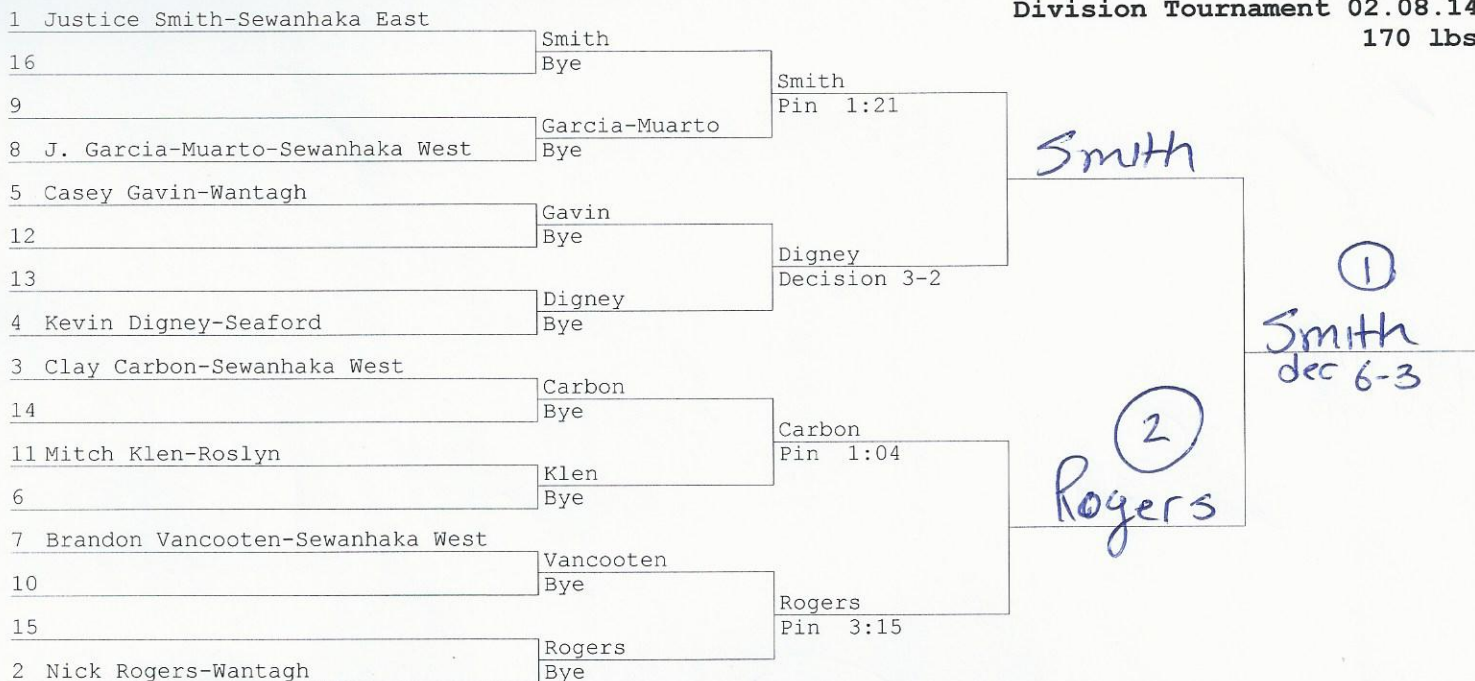 Division Tournament 02.08.14
170 lbs
1 Justice Smith-Sewanhaka East
Smith
16
Bye
Smith
9
Pin 1:21
Garcia-Muarto
8 J. Garcia-Muarto-Sewanhaka West
Bye
Smith
5 Casey Gavin-Wantagh
Gavin
12
Bye
Digney
13
Decision 3-2
Digney
4 Kevin Digney-Seaford
Bye
1
Smith
dec 6-3
3 Clay Carbon-Sewanhaka West
Carbon
14
Bye
Carbon
11 Mitch Klen-Roslyn
Pin 1:04
Klen
6
Bye
2
Rogers
7 Brandon Vancooten-Sewanhaka West
Vancooten
10
Bye
Rogers
15
Pin 3:15
Rogers
2 Nick Rogers-Wantagh
Bye